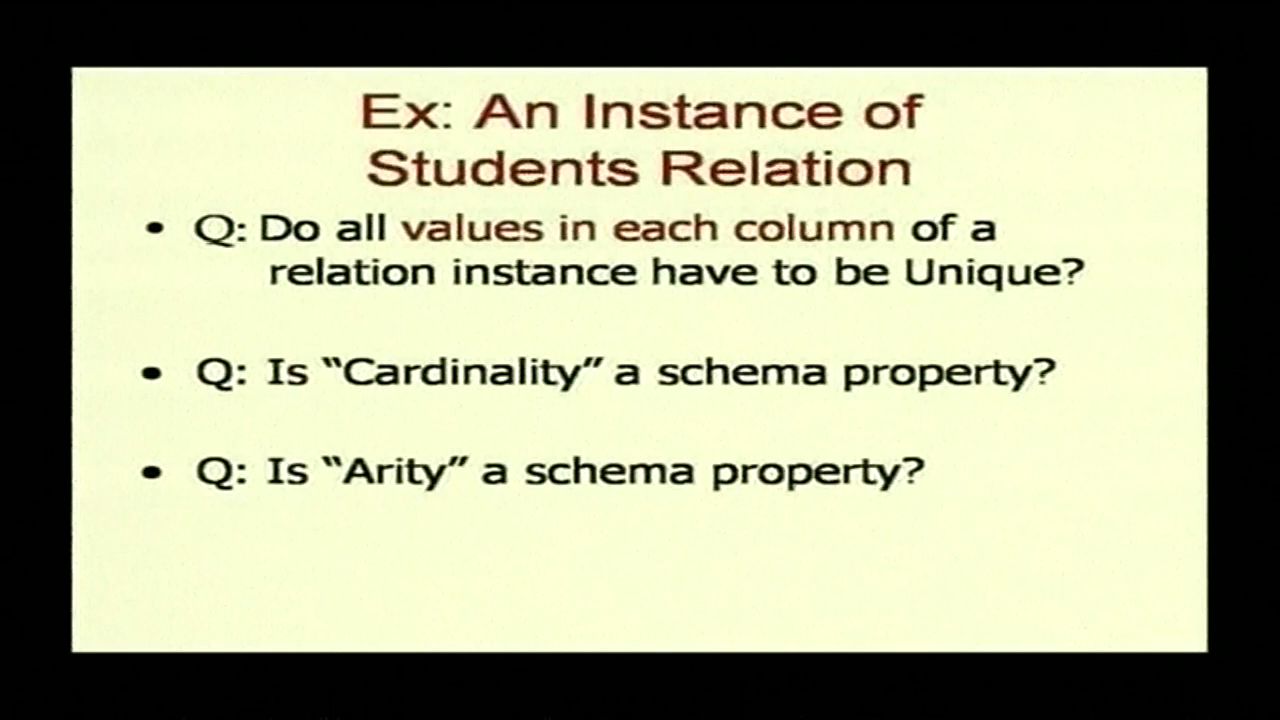 Ex: An Instance of
Students Relation
• Q: Do all values in each column of a
relation instance have to be Unique?
• Q: Is “Cardinality” a schema property?
• Q: Is “Arity” a schema property?